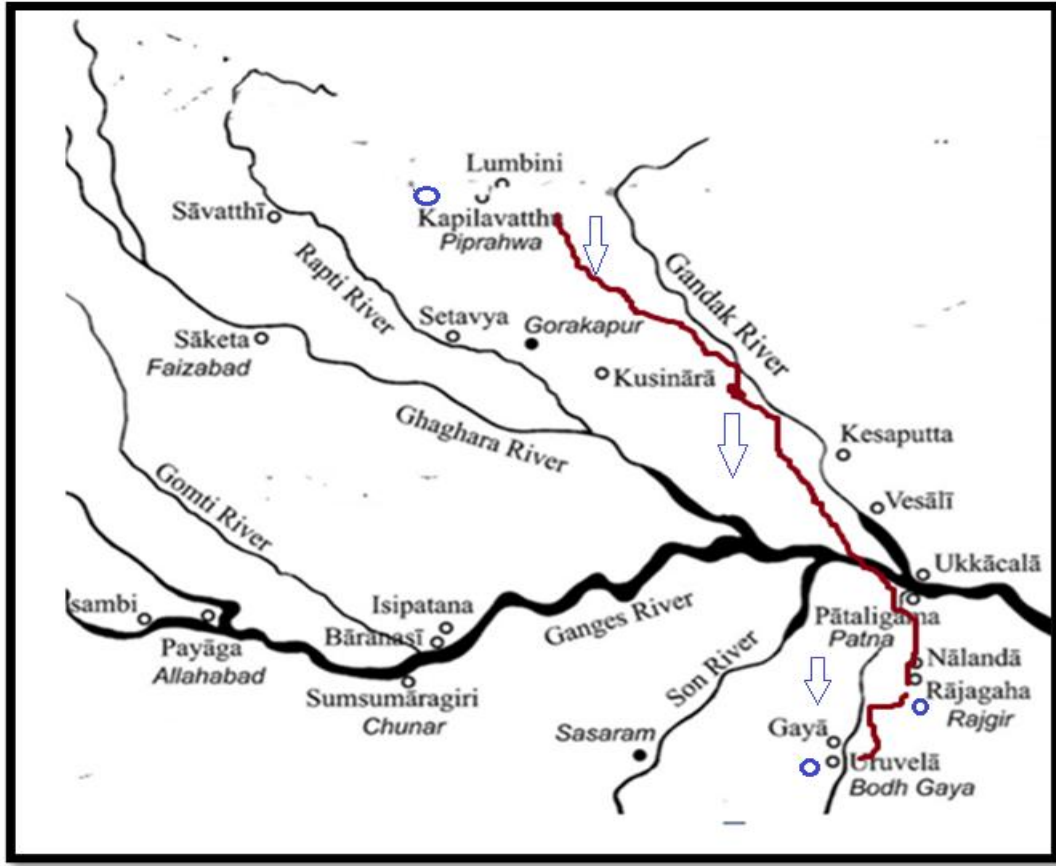 Lumbini
Sāvatthī
Kapilavatthu
Piprahwa
Rapti River
Gandak River
Setavya
Gorakapur
Sāketa
Faizabad
Kusinārā
Ghaghara River
Kesaputta
Gomti River
Vesālī
Ukkācalā
sambi
Isipatana
Ganges River
Pātaligāma
Patna
Payāga
Allahabad
Bārāṇasī
Son River
Nālandā
Sumsumāragiri
Chunar
Rājagaha
Rajgir
Sasaram
Gayā
Uruvelā
Bodh Gaya